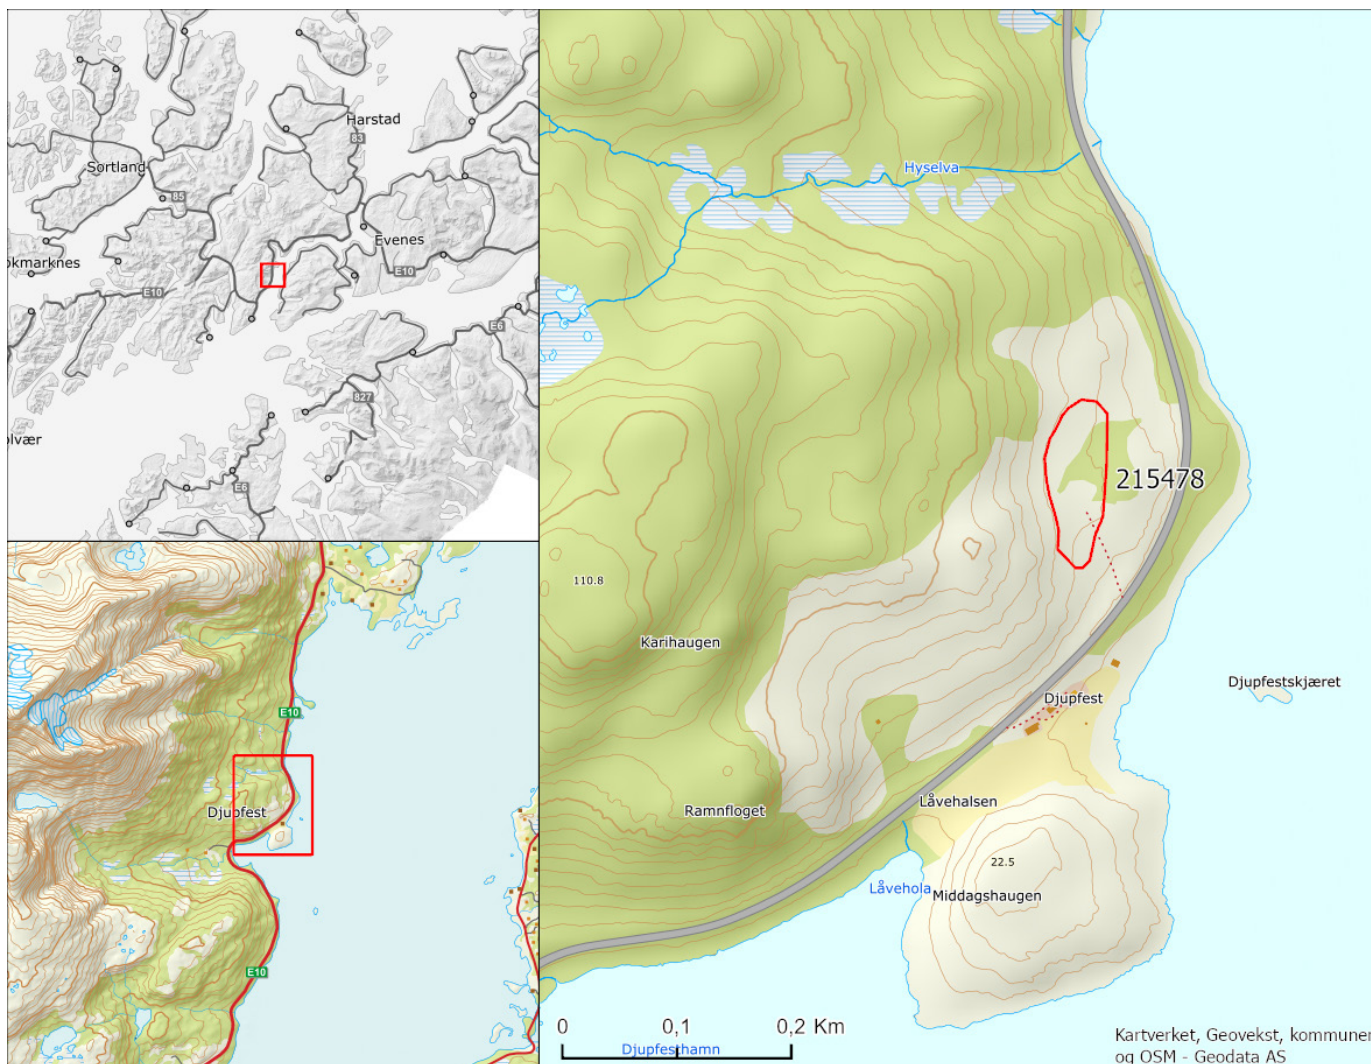 Harstad
83
Sortland
85
Evenes
okmarknes
E10
E10
E6
827
olvær
E6
E10
Djupfest
E10
Hyselva
215478
110.8
Karihaugen
Djupfestskjæret
Djupfest
Låvehalsen
Ramnfloget
22.5
Låvehola
Middagshaugen
0 0,1 0,2 Km
Djupfesthamn
Kartverket, Geovekst, kommuner
og OSM - Geodata AS